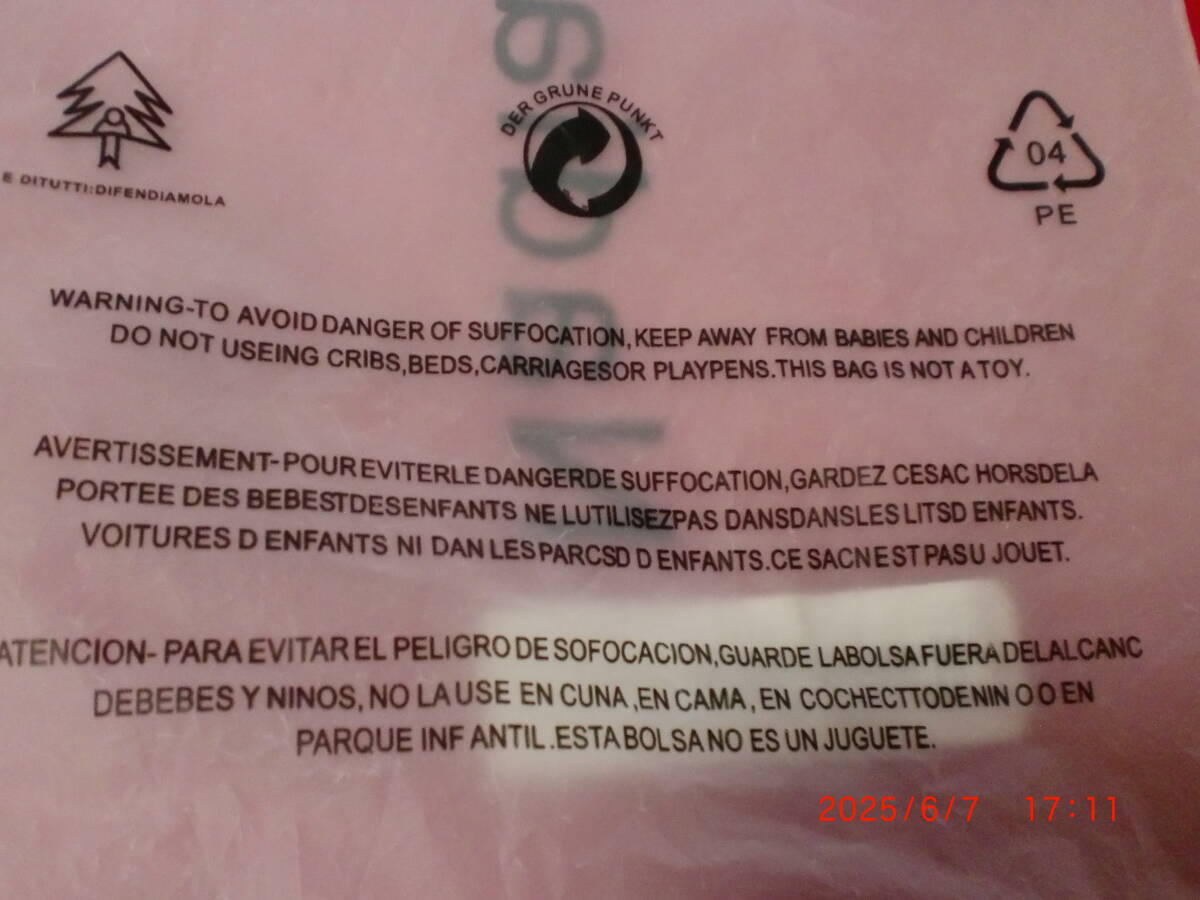 E DITUTTI:DIFENDIAMOLA
DER GRUNE PUNKT
04
PE
WARNING-TO AVOID DANGER OF SUFFOCATION,KEEP AWAY FROM BABIES AND CHILDREN
DO NOT USEING CRIBS,BEDS,CARRIAGESOR PLAYPENS.THIS BAG IS NOT A TOY.
AVERTISSEMENT-POUR EVITERLE DANGERDE SUFFOCATION,GARDEZ CESAC HORSDELA
PORTEE DES BEBESTDESENFANTS NE LUTILISEZPAS DANSDANSLES LITSD ENFANTS.
VOITURES D ENFANTS NI DAN LES PARCSD D ENFANTS.CE SACNEST PASU JOUET.
ATENCION- PARA EVITAR EL PELIGRO DE SOFOCACION,GUARDE LABOLSA FUERA DELALCANC
DEBEBES Y NINOS, NO LA USE EN CUNA ,EN CAMA , EN COCHECTTODENIN O O EN
PARQUE INF ANTIL .ESTA BOLSA NO ES UN JUGUETE.
2025/6/7 17:11